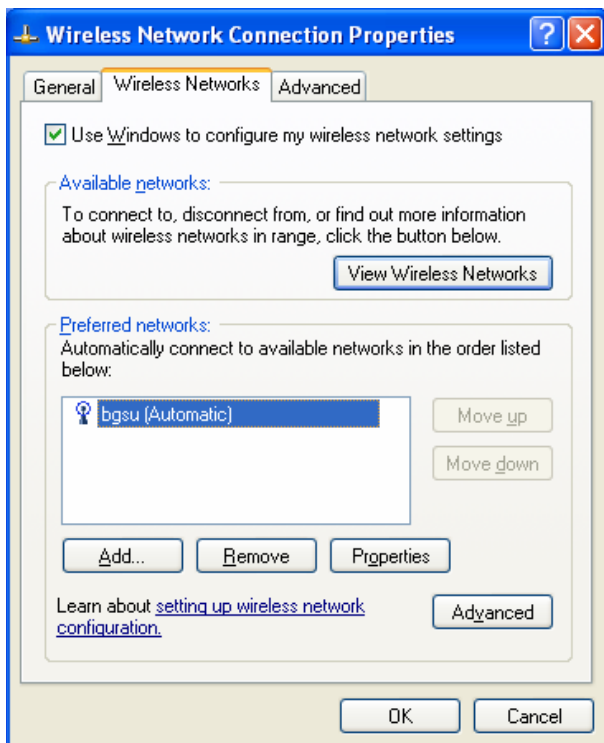 Wireless Network Connection Properties
General Wireless Networks Advanced
Use Windows to configure my wireless network settings
Available networks:
To connect to, disconnect from, or find out more information
about wireless networks in range, click the button below.
View Wireless Networks
Preferred networks:
Automatically connect to available networks in the order listed
below:
bgsu (Automatic)
Move up
Move down
Add... Remove Properties
Learn about setting up wireless network
configuration.
Advanced
OK Cancel